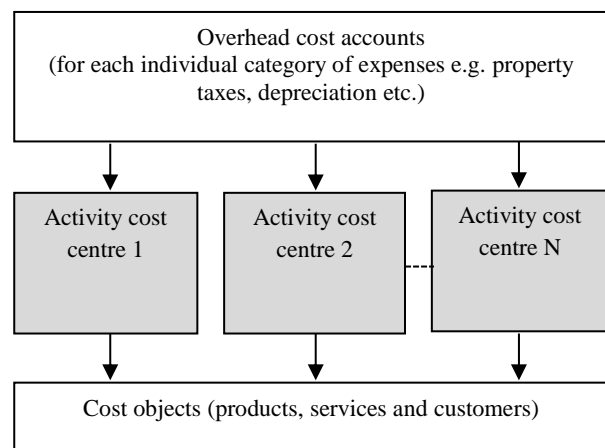 Overhead cost accounts
(for each individual category of expenses e.g. property
taxes, depreciation etc.)
Activity cost
centre 1
Activity cost
centre 2
Activity cost
centre N
Cost objects (products, services and customers)